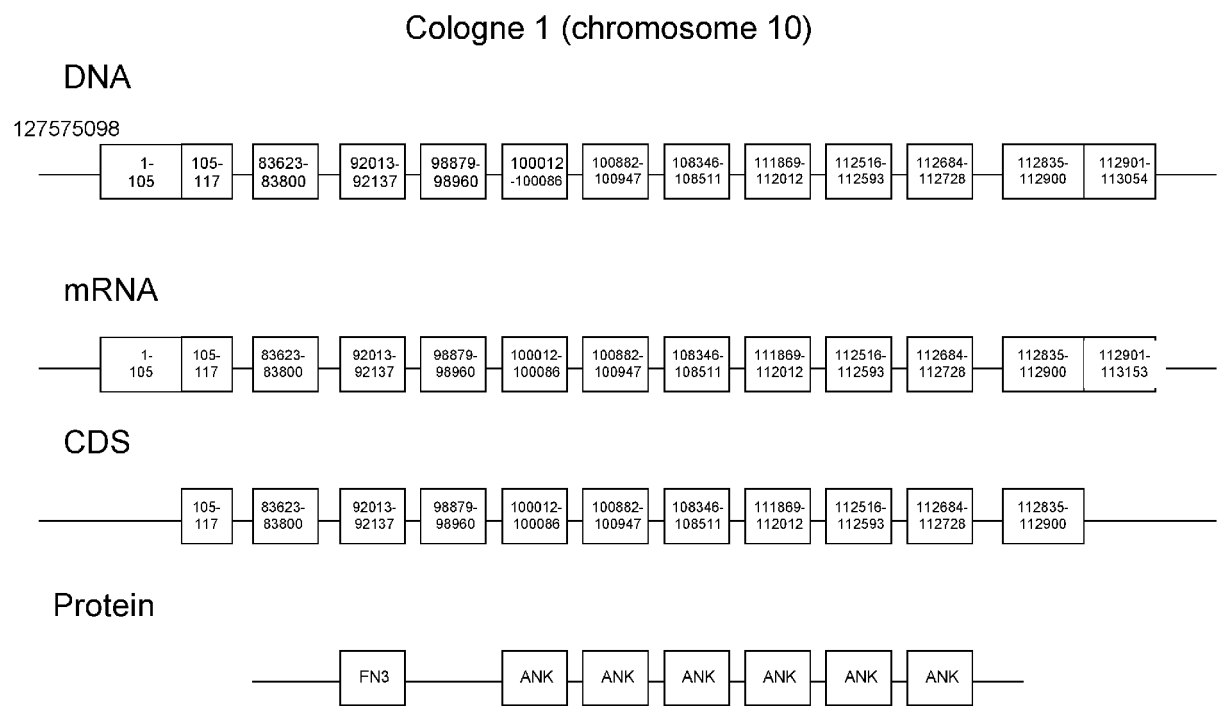 Cologne 1 (chromosome 10)
DNA
127575098
1- 105- 83623- 92013- 98879- 100012 100882- 108346- 111869- 112516- 112684- 112835- 112901-
105 117 83800 92137 98960 -100086 100947 108511 112012 112593 112728 112900 113054
mRNA
1- 105- 83623- 92013- 98879- 100012- 100882- 108346- 111869- 112516- 112684- 112835- 112901-
105 117 83800 92137 98960 100086 100947 108511 112012 112593 112728 112900 113153
CDS
105- 83623- 92013- 98879- 100012- 100882- 108346- 111869- 112516- 112684- 112835-
117 83800 92137 98960 100086 100947 108511 112012 112593 112728 112900
Protein
FN3 ANK ANK ANK ANK ANK ANK